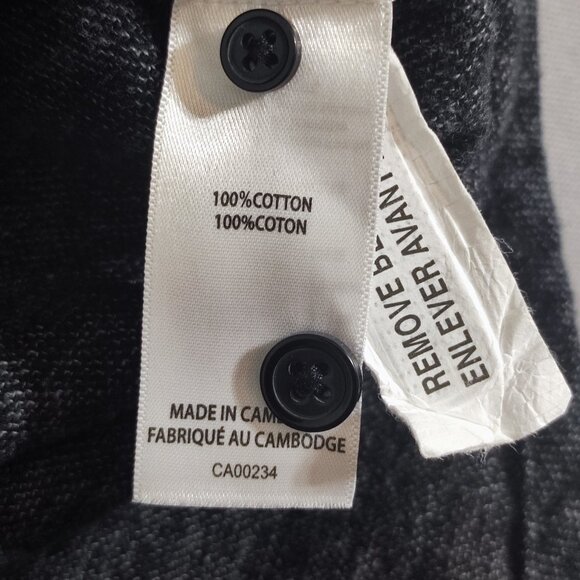 100%COTTON
100%COTON
MADE IN
FABRIQUÉ AU CAMBODGE
CA00234
REMOVE
ENLEVER AVANT